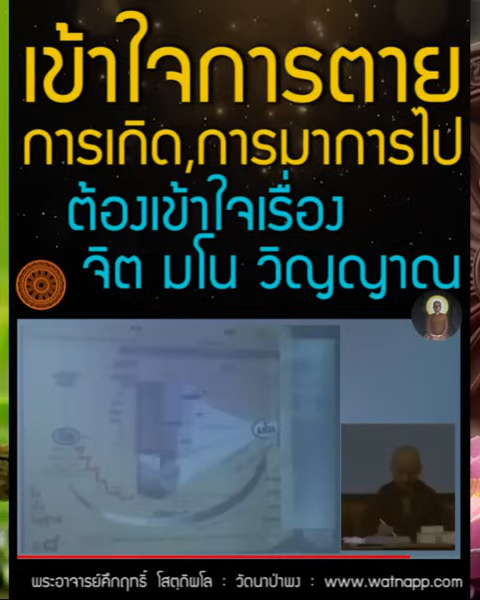 เข้าใจการตาย
การเกิด,การมาการไป
ต้องเข้าใจเรื่อง
จิต มโน วิญญาณ
พระอาจารย์คึกฤทธิ์ โสตฺถิผโล : วัดนาป่าพง : www.watnapp.com